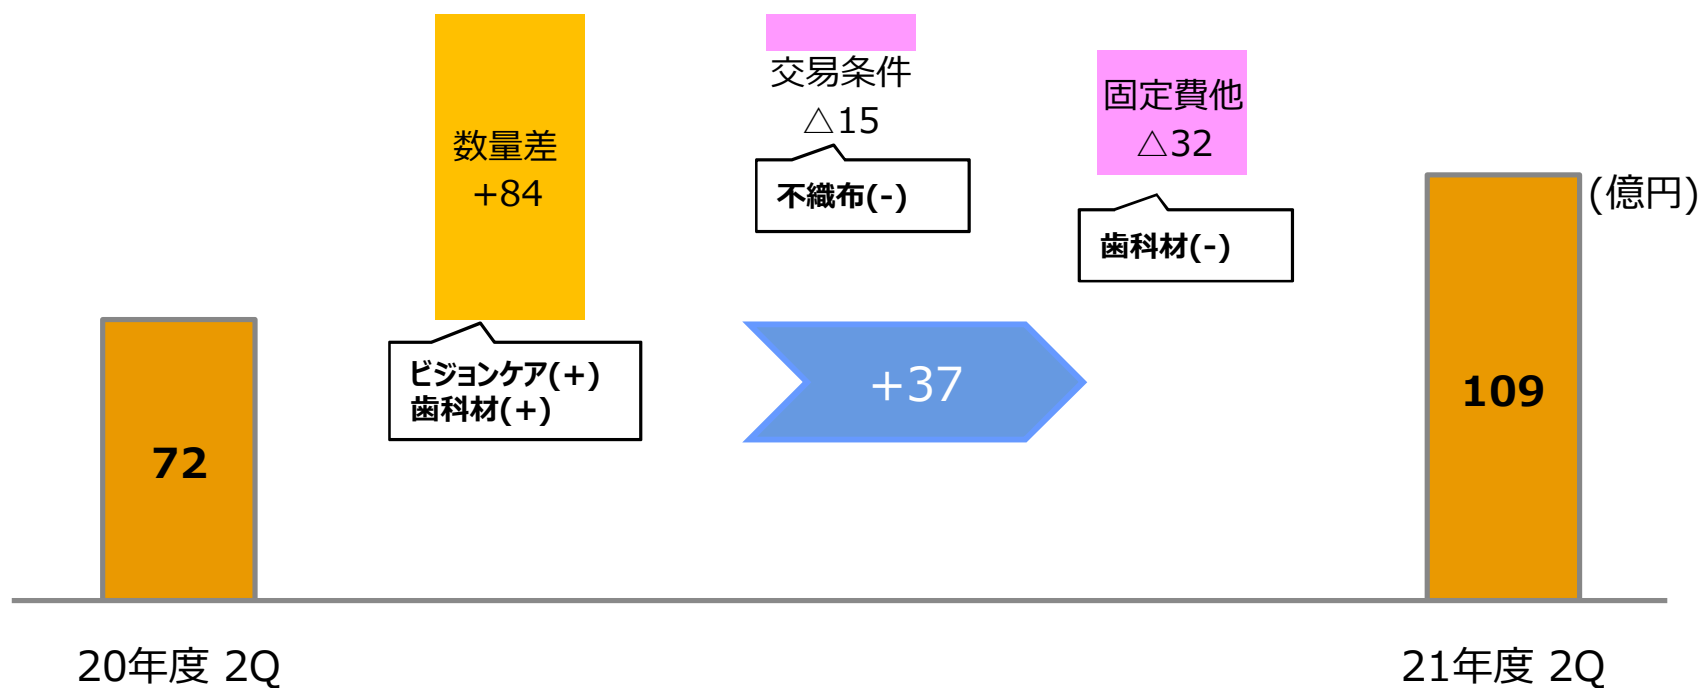 数量差
+84
ビジョンケア(+)
歯科材(+)
交易条件
△15
不織布(-)
固定費他
△32
歯科材(-)
(億円)
72
+37
109
20年度 2Q
21年度 2Q